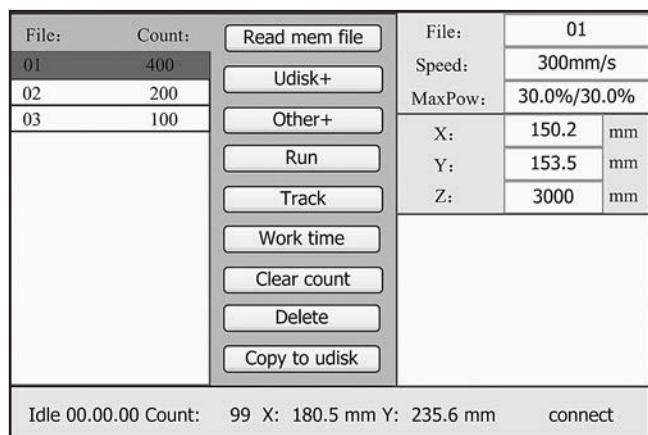 File: Count:
01 400
02 200
03 100
Read mem file
Udisk+
Other+
Run
Track
Work time
Clear count
Delete
Copy to udisk
File: 01
Speed: 300mm/s
MaxPow: 30.0%/30.0%
X: 150.2 mm
Y: 153.5 mm
Z: 3000 mm
Idle 00.00.00 Count: 99 X: 180.5 mm Y: 235.6 mm connect